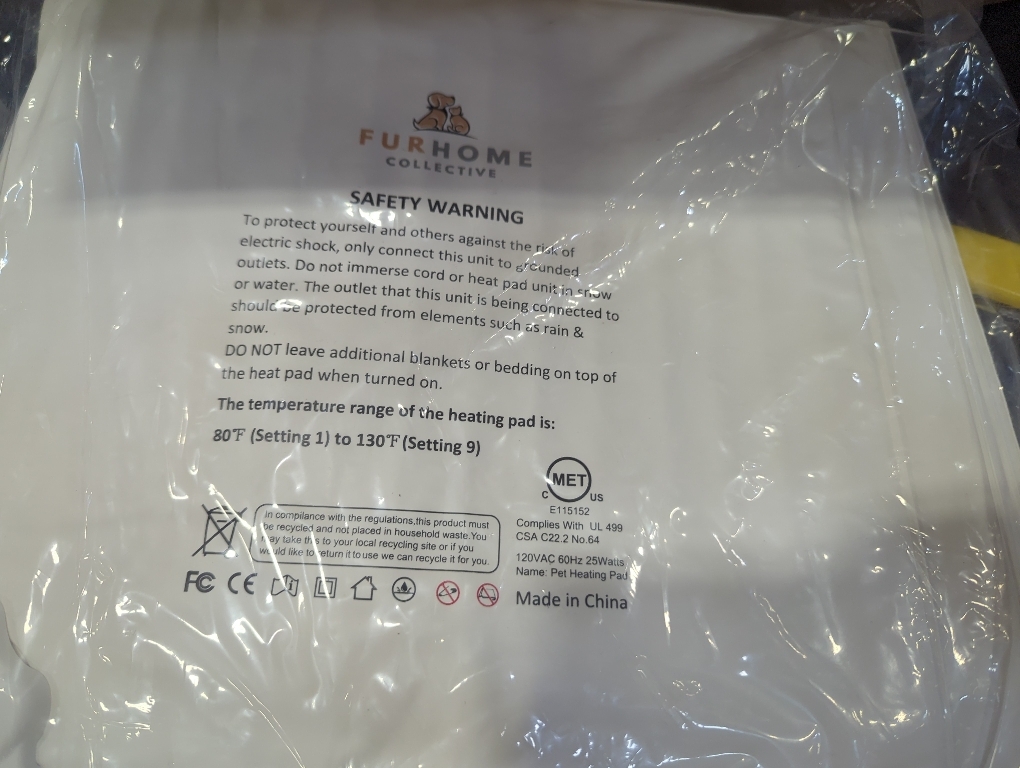 FURHOME
COLLECTIVE
SAFETY WARNING
To protect yourself and others against the risk of
electric shock, only connect this unit to grounded
outlets. Do not immerse cord or heat pad unit in snow
or water. The outlet that this unit is being connected to
should be protected from elements such as rain &
snow.
DO NOT leave additional blankets or bedding on top of
the heat pad when turned on.
The temperature range of the heating pad is:
80℉ (Setting 1) to 130℉ (Setting 9)
MET
C US
E115152
In compilance with the regulations,this product must
be recycled and not placed in household waste.You
may take this to your local recycling site or if you
would like to return it to use we can recycle it for you.
Complies With UL 499
CSA C22.2 No.64
120VAC 60Hz 25Watts
Name: Pet Heating Pad
FC CE
Made in China